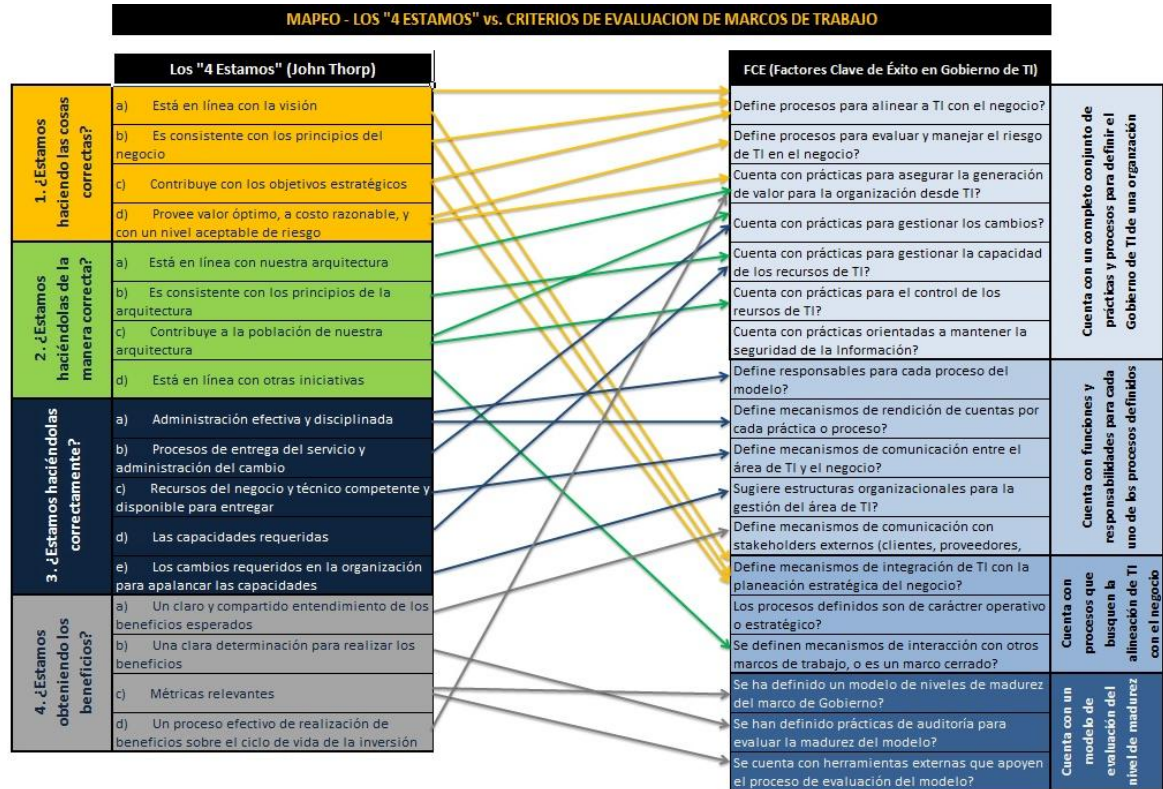 MAPEO - LOS "4 ESTAMOS" vs. CRITERIOS DE EVALUACION DE MARCOS DE TRABAJO
Los "4 Estamos" (John Thorp)
1. ¿Estamos
haciendo las cosas
correctas?
a) Está en línea con la visión
b) Es consistente con los principios del
negocio
c) Contribuye con los objetivos estratégicos
d) Provee valor óptimo, a costo razonable, y
con un nivel aceptable de riesgo
2. ¿Estamos
haciéndolas de la
manera correcta?
a) Está en línea con nuestra arquitectura
b) Es consistente con los principios de la
arquitectura
c) Contribuye a la población de nuestra
arquitectura
d) Está en línea con otras iniciativas
3. ¿Estamos haciéndolas
correctamente?
a) Administración efectiva y disciplinada
b) Procesos de entrega del servicio y
administración del cambio
c) Recursos del negocio y técnico competente y
disponible para entregar
d) Las capacidades requeridas
e) Los cambios requeridos en la organización
para apalancar las capacidades
4. ¿Estamos
obteniendo los
beneficios?
a) Un claro y compartido entendimiento de los
beneficios esperados
b) Una clara determinación para realizar los
beneficios
c) Métricas relevantes
d) Un proceso efectivo de realización de
beneficios sobre el ciclo de vida de la inversión
FCE (Factores Clave de Éxito en Gobierno de TI)
Define procesos para alinear a TI con el negocio?
Define procesos para evaluar y manejar el riesgo
de TI en el negocio?
Cuenta con prácticas para asegurar la generación
de valor para la organización desde TI?
Cuenta con prácticas para gestionar los cambios?
Cuenta con prácticas para gestionar la capacidad
de los recursos de TI?
Cuenta con prácticas para el control de los
reursos de TI?
Cuenta con prácticas orientadas a mantener la
seguridad de la Información?
Cuenta con un completo conjunto de
prácticas y procesos para definir el
Gobierno de TI de una organzación
Define responsables para cada proceso del
modelo?
Define mecanismos de rendición de cuentas por
cada práctica o proceso?
Define mecanismos de comunicación entre el
área de TI y el negocio?
Sugiere estructuras organizacionales para la
gestión del área de TI?
Define mecanismos de comunicación con
stakeholders externos (clientes, proveedores,
Cuenta con funciones y
responsabilidades para cada
uno de los procesos definidos
Define mecanismos de integración de TI con la
planeación estratégica del negocio?
Los procesos definidos son de caráctrer operativo
o estratégico?
Se definen mecanismos de interacción con otros
marcos de trabajo, o es un marco cerrado?
Cuenta con
procesos que
busquen la
alineación de TI
con el negocio
Se ha definido un modelo de niveles de madurez
del marco de Gobierno?
Se han definido prácticas de auditoría para
evaluar la madurez del modelo?
Se cuenta con herramientas externas que apoyen
el proceso de evaluación del modelo?
Cuenta con un
modelo de
evaluación del
nivel de madurez